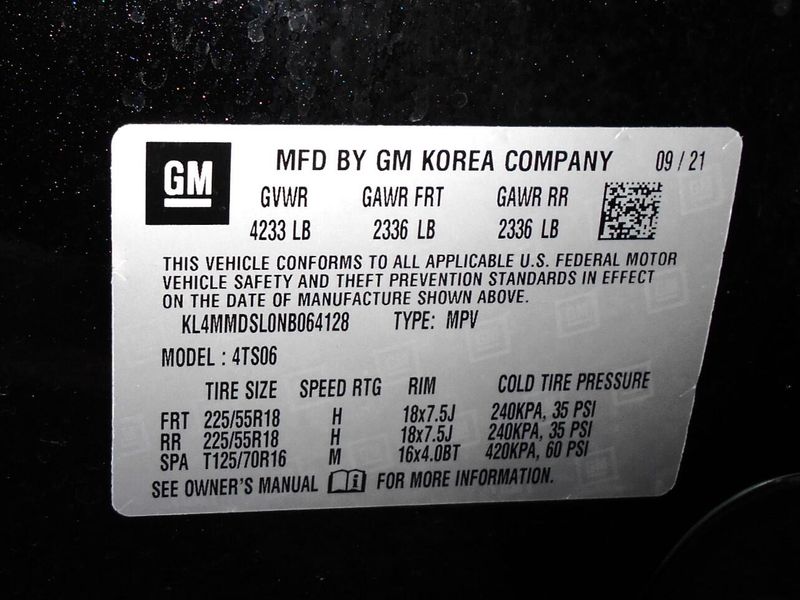 GM
MFD BY GM KOREA COMPANY 09 / 21
GVWR GAWR FRT GAWR RR
4233 LB 2336 LB 2336 LB
THIS VEHICLE CONFORMS TO ALL APPLICABLE U.S. FEDERAL MOTOR
VEHICLE SAFETY AND THEFT PREVENTION STANDARDS IN EFFECT
ON THE DATE OF MANUFACTURE SHOWN ABOVE.
KL4MMDSL0NB064128 TYPE: MPV
MODEL : 4TS06
TIRE SIZE SPEED RTG RIM COLD TIRE PRESSURE
FRT 225/55R18 H 18x7.5J 240KPA, 35 PSI
RR 225/55R18 H 18x7.5J 240KPA, 35 PSI
SPA T125/70R16 M 16x4.0BT 420KPA, 60 PSI
SEE OWNER'S MANUAL FOR MORE INFORMATION.